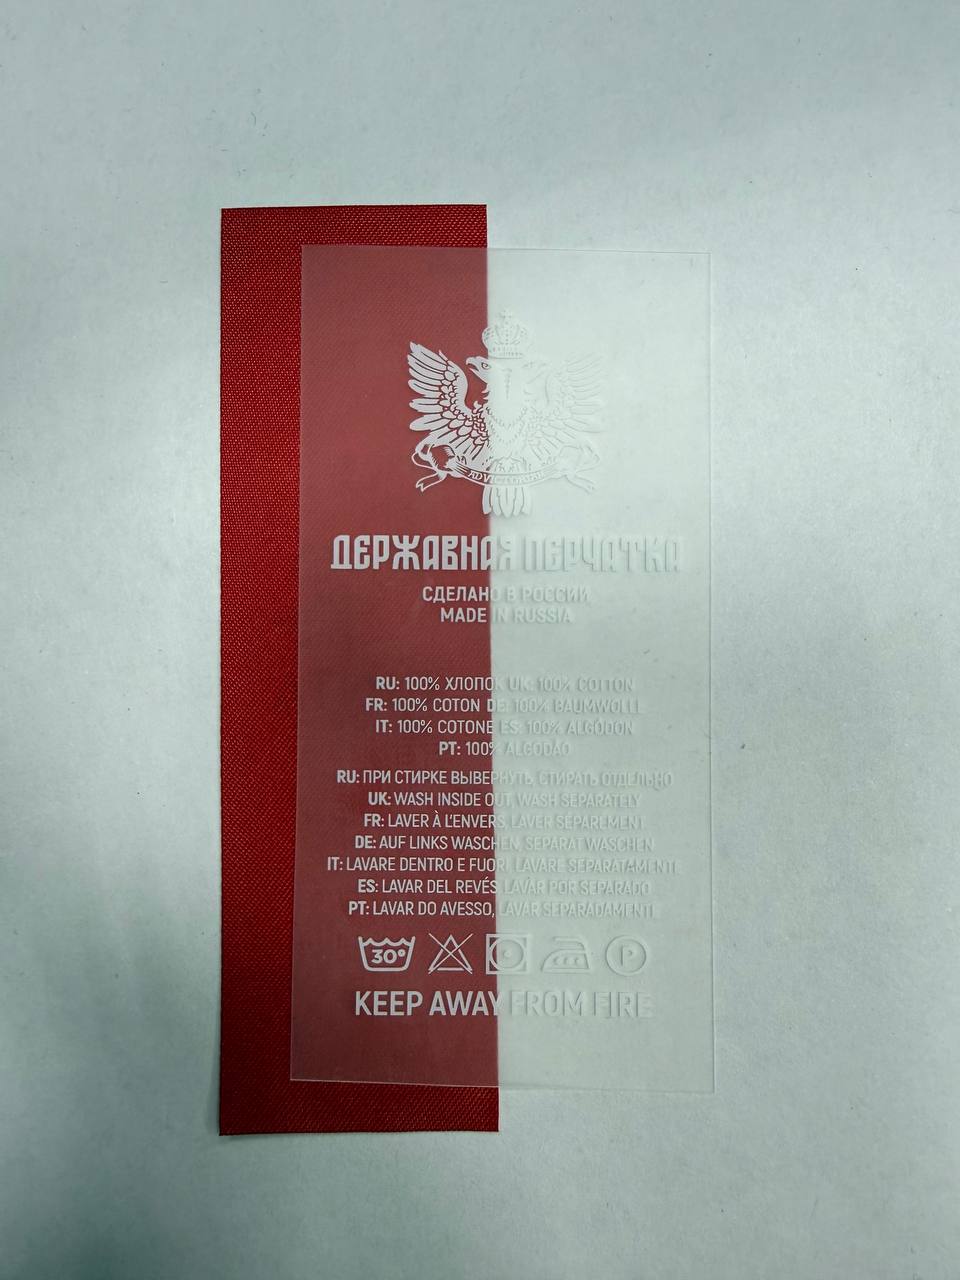 AD VICTORIAM
ДЕРЖАВНАЯ ПЕРЧАТКА
СДЕЛАНО В РОССИИ
MADE IN RUSSIA
RU: 100% ХЛОПОК UK: 100% COTTON
FR: 100% COTON DE: 100% BAUMWOLLE
IT: 100% COTONE ES: 100% ALGODON
PT: 100% ALGODAO
RU: ПРИ СТИРКЕ ВЫВЕРНУТЬ, СТИРАТЬ ОТДЕЛЬНО
UK: WASH INSIDE OUT, WASH SEPARATELY
FR: LAVER À L'ENVERS, LAVER SÉPARÉMENT
DE: AUF LINKS WASCHEN, SEPARAT WASCHEN
IT: LAVARE DENTRO E FUORI, LAVARE SEPARATAMENTE
ES: LAVAR DEL REVÉS, LAVAR POR SEPARADO
PT: LAVAR DO AVESSO, LAVAR SEPARADAMENTE
30° P
KEEP AWAY FROM FIRE